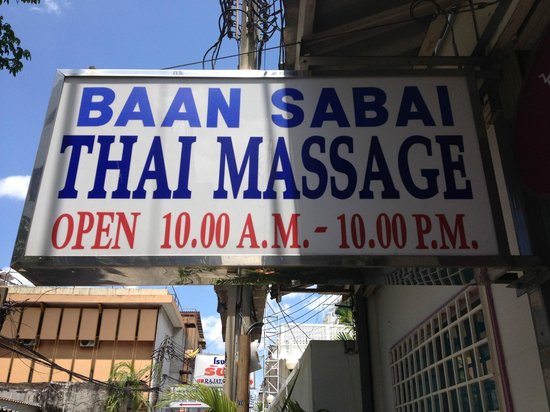 BAAN SABAI
THAI MASSAGE
OPEN 10.00 A.M. - 10.00 P.M.